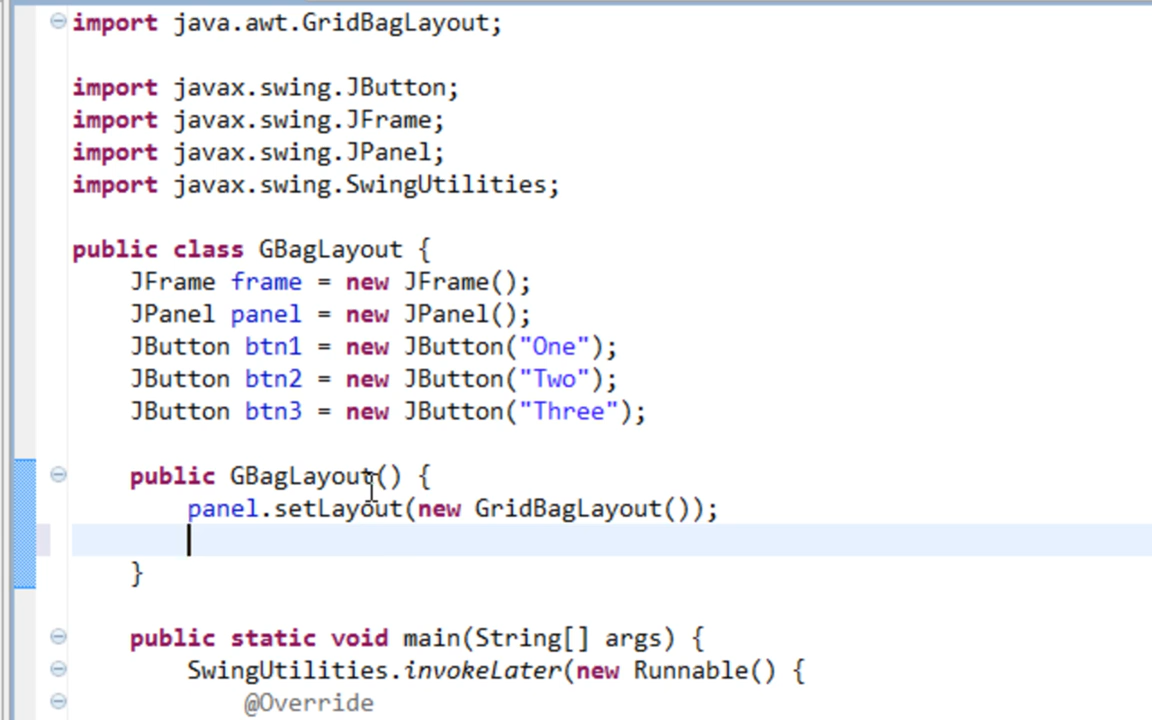 import java.awt.GridBagLayout;
import javax.swing.JButton;
import javax.swing.JFrame;
import javax.swing.JPanel;
import javax.swing.SwingUtilities;
public class GBagLayout {
JFrame frame = new JFrame();
JPanel panel = new JPanel();
JButton btn1 = new JButton("One");
JButton btn2 = new JButton("Two");
JButton btn3 = new JButton("Three");
public GBagLayout() {
panel.setLayout(new GridBagLayout());
}
public static void main(String[] args) {
SwingUtilities.invokeLater(new Runnable() {
@Override